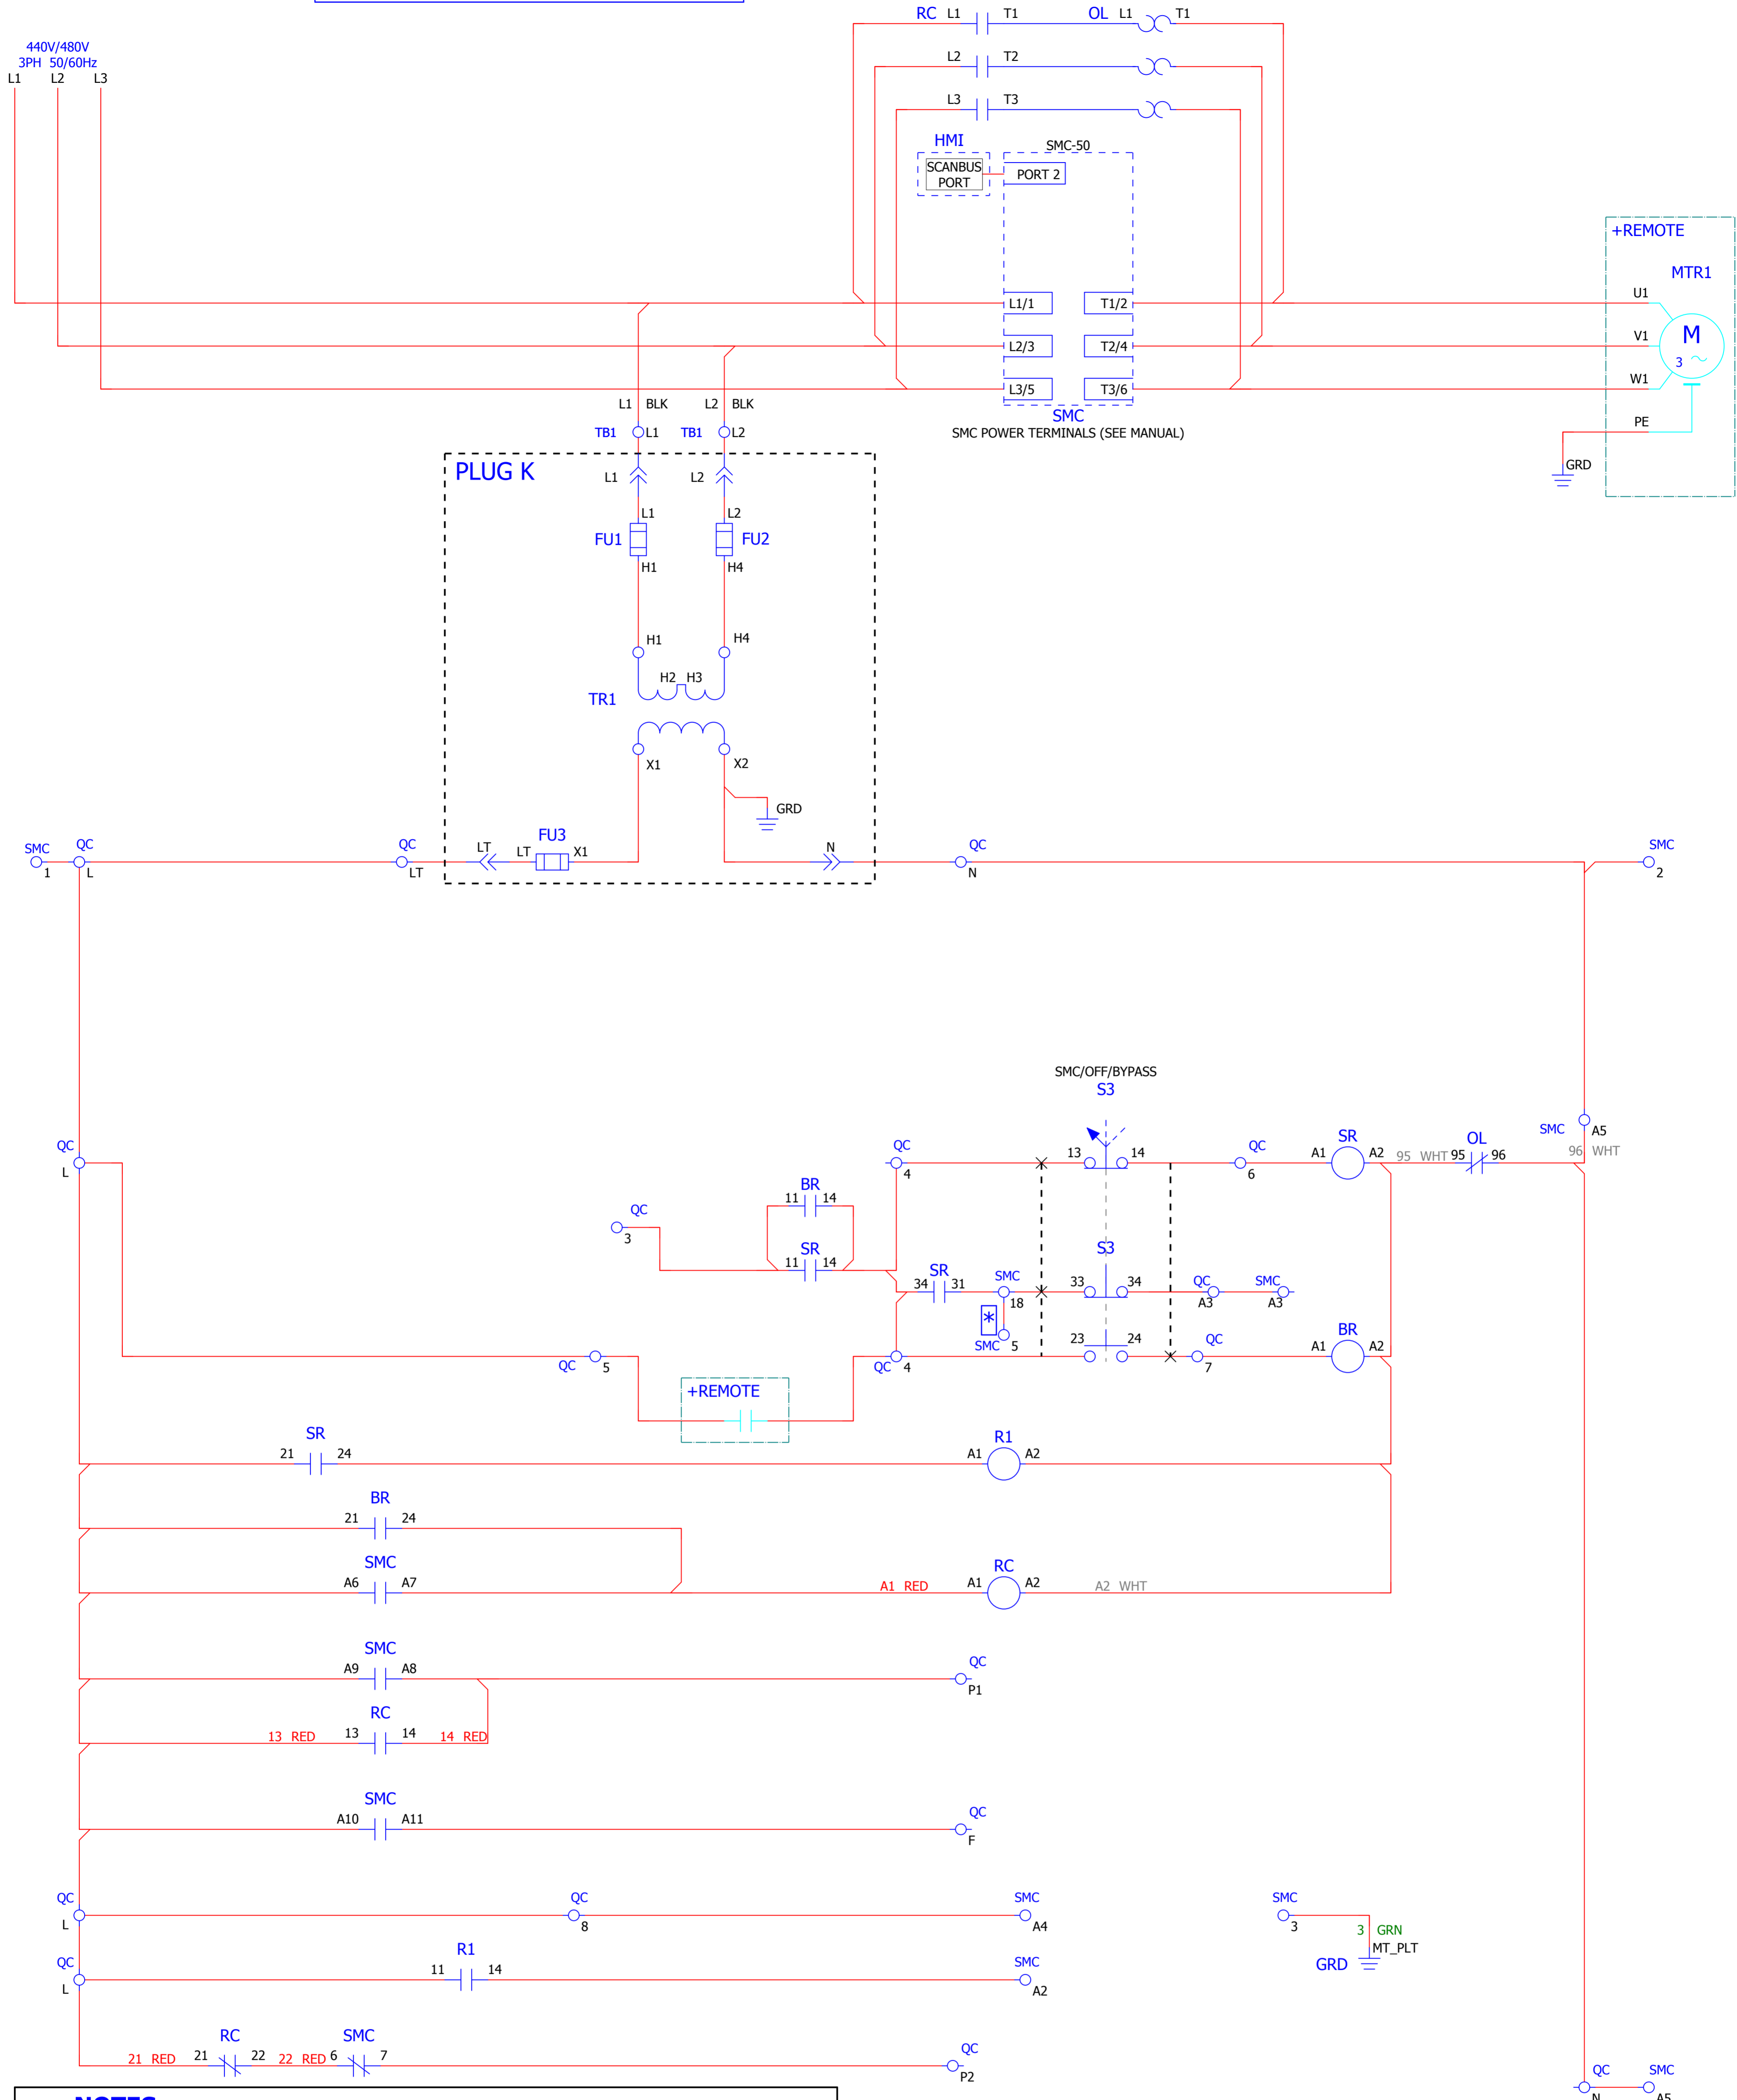 RC L1 T1 OL L1 T1
440V/480V
3PH 50/60Hz
L1 L2 L3
L2 T2
L3 T3
HMI
SCANBUS
PORT
SMC-50
PORT 2
+REMOTE
MTR1
L1/1 T1/2 U1
L2/3 T2/4 V1
M
3
L3/5 T3/6 W1
SMC
SMC POWER TERMINALS (SEE MANUAL)
PE
GRD
L1 BLK L2 BLK
TB1 L1 TB1 L2
PLUG K
L1 L2
L1 L2
FU1 FU2
H1 H4
H1 H4
H2 H3
TR1
X1 X2
GRD
SMC QC QC FU3 QC SMC
LT LT X1 N
1 L LT N 2
SMC/OFF/BYPASS
S3
SMC A5
QC QC 13 14 QC SR OL
A1 A2 95 WHT 95 96 96 WHT
L 4 6
BR
11 14
QC
3
SR
11 14
S3
SR
34 31 SMC 33 34 QC SMC
18 A3 A3
*
SMC 5
23 24 QC BR
A1 A2
QC 5 QC 4 7
+REMOTE
SR R1
21 24 A1 A2
BR
21 24
SMC RC
A6 A7 A1 RED A1 A2 A2 WHT
SMC
A9 A8 QC
P1
RC
13 RED 13 14 14 RED
SMC
A10 A11 QC
F
QC QC SMC SMC
L 8 A4 3
3 GRN
MT_PLT
GRD
R1
QC 11 14 SMC
L A2
RC SMC
21 RED 21 22 22 RED 6 7 QC
P2
QC SMC
N A5
NOTES